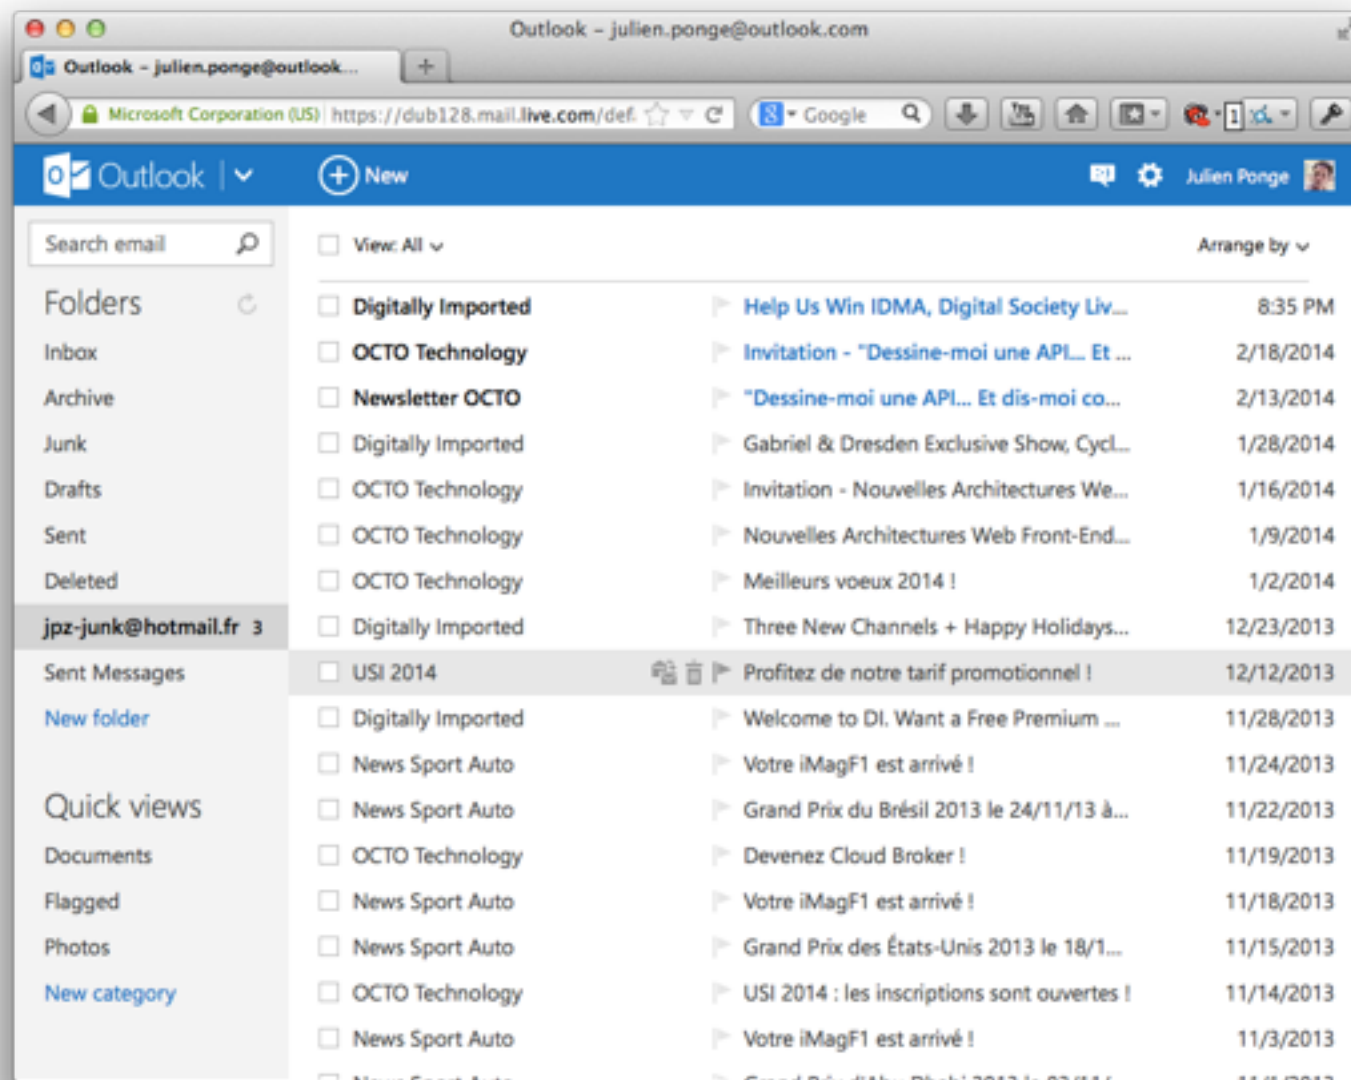 Outlook – julien.ponge@outlook.com
Outlook – julien.ponge@outlook...
Microsoft Corporation (US) https://dub128.mail.live.com/def. Google
Outlook New Julien Ponge
Search email View: All Arrange by
Folders Digitally Imported Help Us Win IDMA, Digital Society Liv... 8:35 PM
Inbox OCTO Technology Invitation - "Dessine-moi une API... Et ... 2/18/2014
Archive Newsletter OCTO "Dessine-moi une API... Et dis-moi co... 2/13/2014
Junk Digitally Imported Gabriel & Dresden Exclusive Show, Cycl... 1/28/2014
Drafts OCTO Technology Invitation - Nouvelles Architectures We... 1/16/2014
Sent OCTO Technology Nouvelles Architectures Web Front-End... 1/9/2014
Deleted OCTO Technology Meilleurs voeux 2014 ! 1/2/2014
jpz-junk@hotmail.fr 3 Digitally Imported Three New Channels + Happy Holidays... 12/23/2013
Sent Messages USI 2014 Profitez de notre tarif promotionnel ! 12/12/2013
New folder Digitally Imported Welcome to DI. Want a Free Premium ... 11/28/2013
News Sport Auto Votre iMagF1 est arrivé ! 11/24/2013
Quick views News Sport Auto Grand Prix du Brésil 2013 le 24/11/13 à... 11/22/2013
Documents OCTO Technology Devenez Cloud Broker ! 11/19/2013
Flagged News Sport Auto Votre iMagF1 est arrivé ! 11/18/2013
Photos News Sport Auto Grand Prix des États-Unis 2013 le 18/1... 11/15/2013
New category OCTO Technology USI 2014 : les inscriptions sont ouvertes ! 11/14/2013
News Sport Auto Votre iMagF1 est arrivé ! 11/3/2013